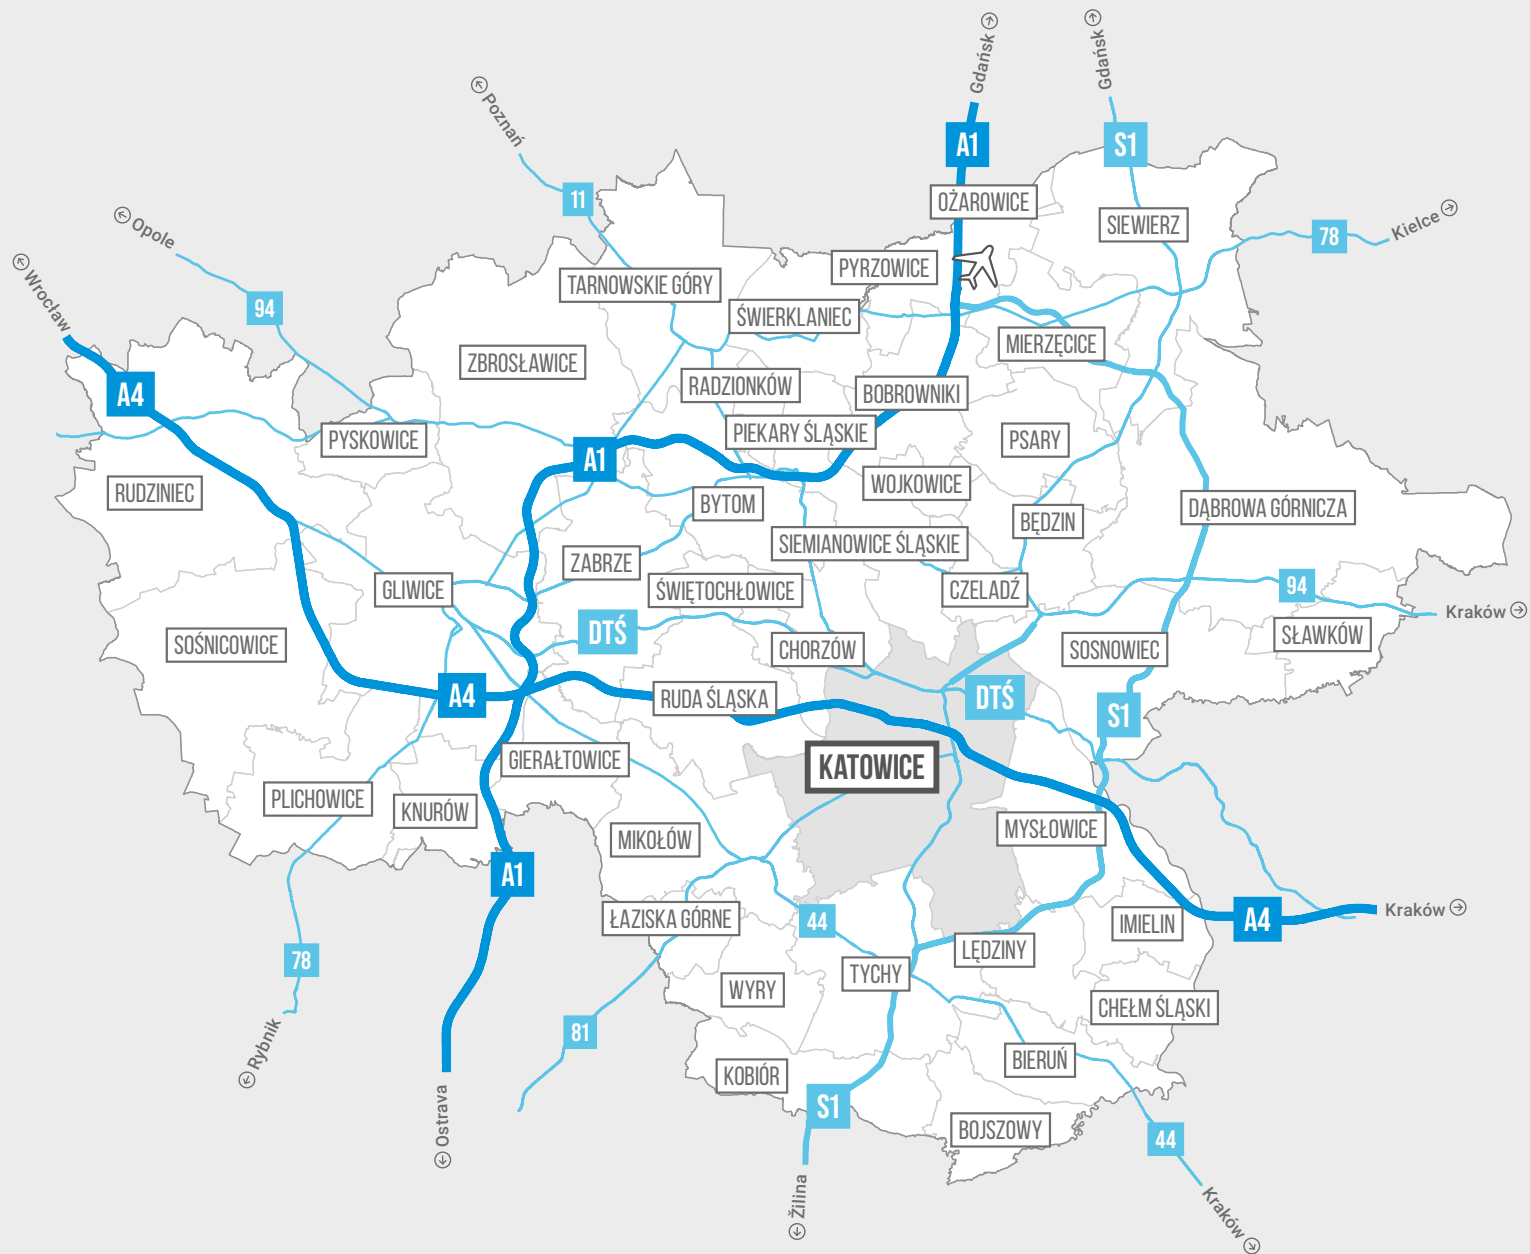 Gdańsk
Gdańsk
Poznań
A1
S1
11
OŻAROWICE
SIEWIERZ
Opole
78
Kielce
Wrocław
PYRZOWICE
TARNOWSKIE GÓRY
94
ŚWIERKLANIEC
MIERZĘCICE
ZBROSŁAWICE
RADZIONKÓW
BOBROWNIKI
A4
PIEKARY ŚLĄSKIE
PYSKOWICE
PSARY
A1
WOJKOWICE
RUDZINIEC
BYTOM
DĄBROWA GÓRNICZA
BĘDZIN
SIEMIANOWICE ŚLĄSKIE
ZABRZE
GLIWICE
ŚWIĘTOCHŁOWICE
CZELADŹ
94
Kraków
DTŚ
SŁAWKÓW
SOŚNICOWICE
CHORZÓW
SOSNOWIEC
A4
RUDA ŚLĄSKA
DTŚ
S1
GIERAŁTOWICE
KATOWICE
PLICHOWICE
KNURÓW
MIKOŁÓW
MYSŁOWICE
A1
ŁAZISKA GÓRNE
44
IMIELIN
A4
Kraków
LĘDZINY
78
TYCHY
WYRY
CHEŁM ŚLĄSKI
81
BIERUŃ
Rybnik
KOBIÓR
S1
Ostrava
BOJSZOWY
44
Žilina
Kraków